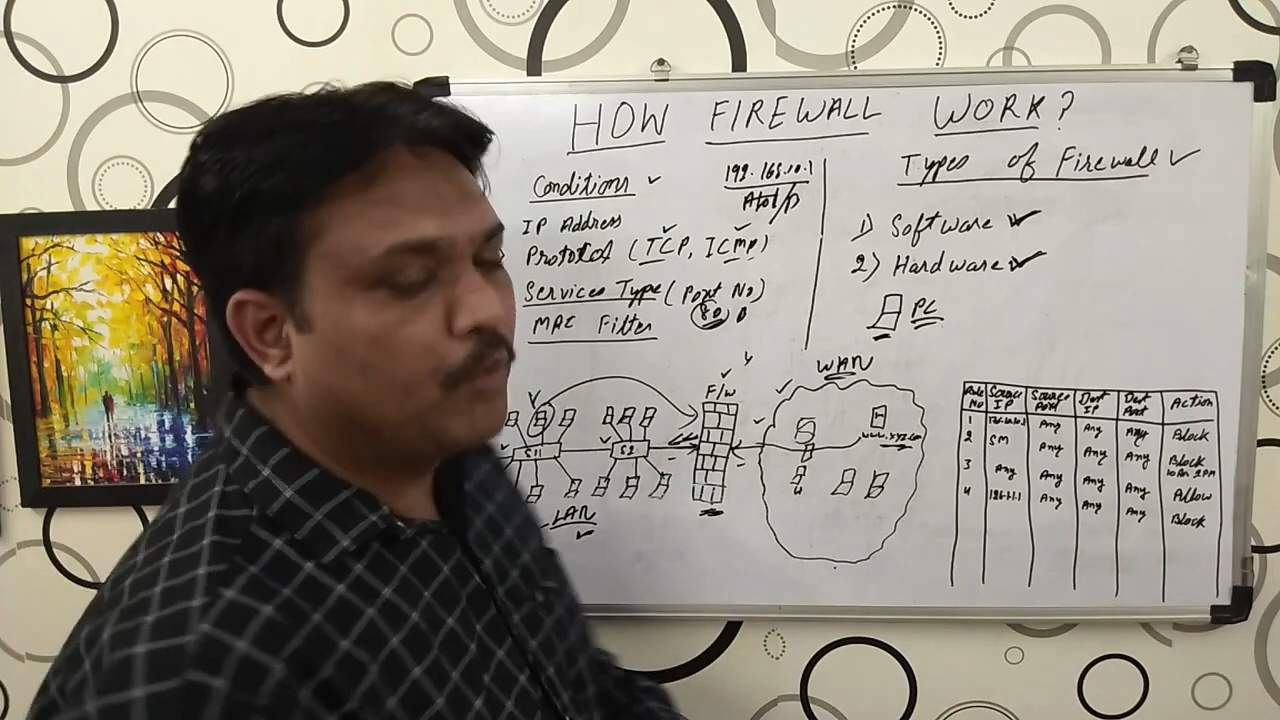 HOW FIREWALL WORK?
Conditions
192.168.10.1
IP Address
Protocol (TCP, ICMP)
Services Type (Port No)
80
MAC Filter
Types of Firewall
1) Software
2) Hardware
PC
F/W
WAN
S11
S2
www.xyz.com
LAN
Rule No Source IP Source Port Dest IP Dest Port Action
1 Any Any Any Block
2 SM Any Any Any Block
3 Any Any Any Any Allow
4 Any Any Any Block